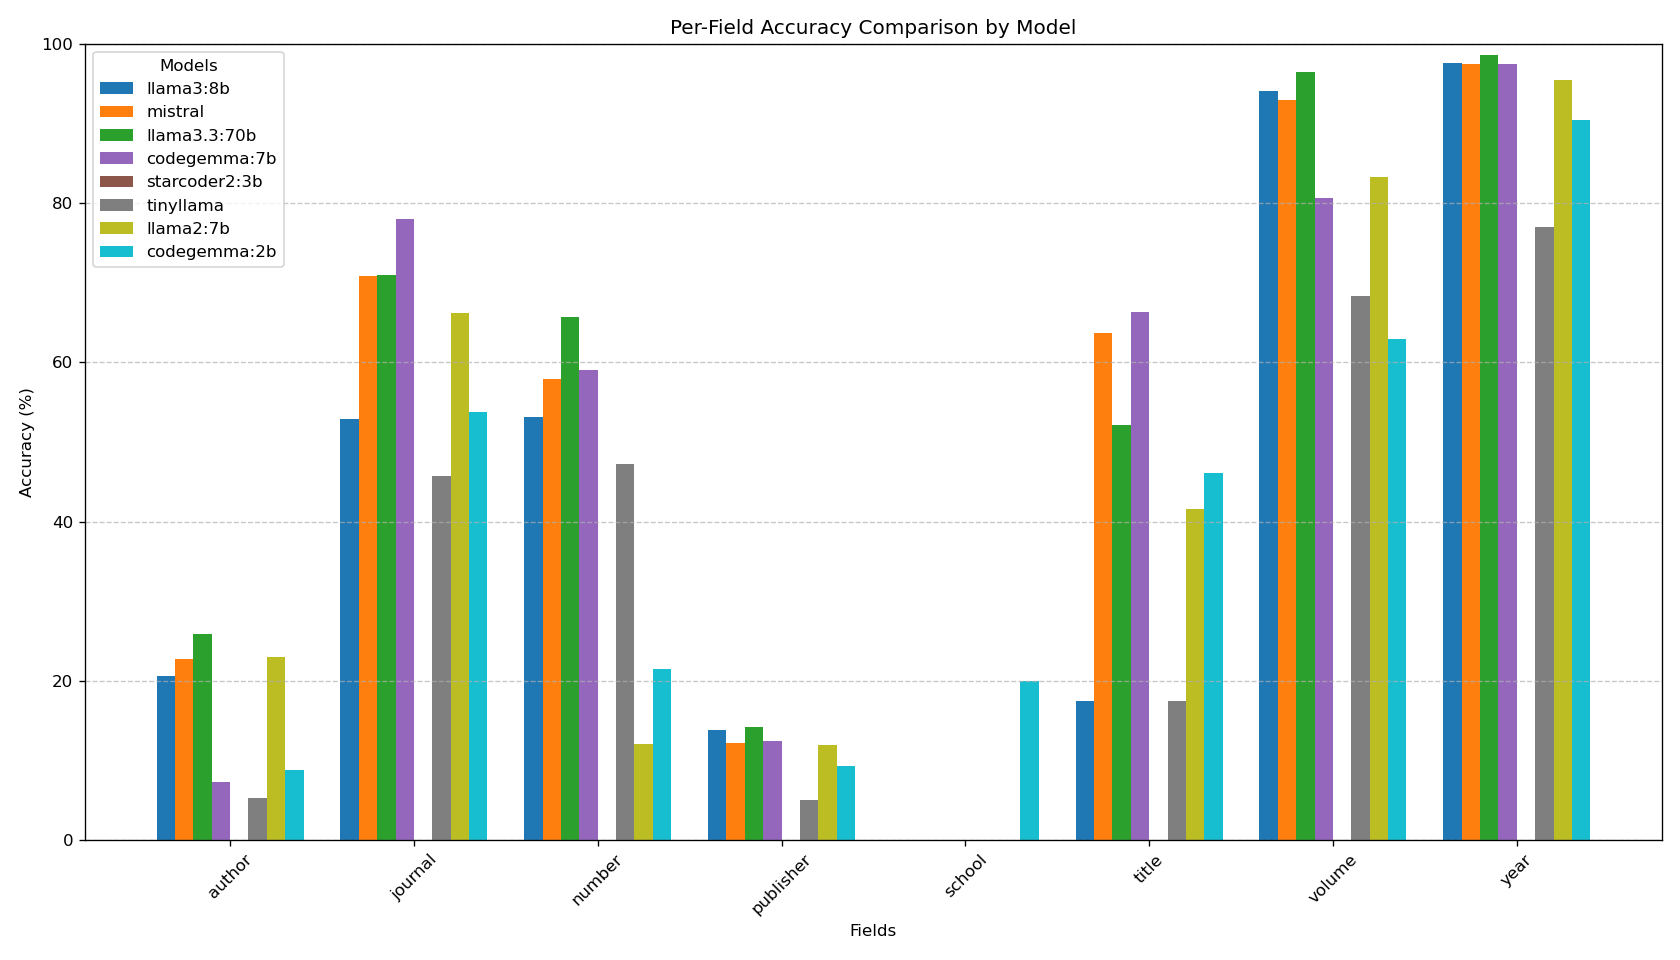 Per-Field Accuracy Comparison by Model
Models
llama3:8b
mistral
llama3.3:70b
codegemma:7b
starcoder2:3b
tinyllama
llama2:7b
codegemma:2b
Accuracy (%)
100
80
60
40
20
0
author
journal
number
publisher
school
title
volume
year
Fields